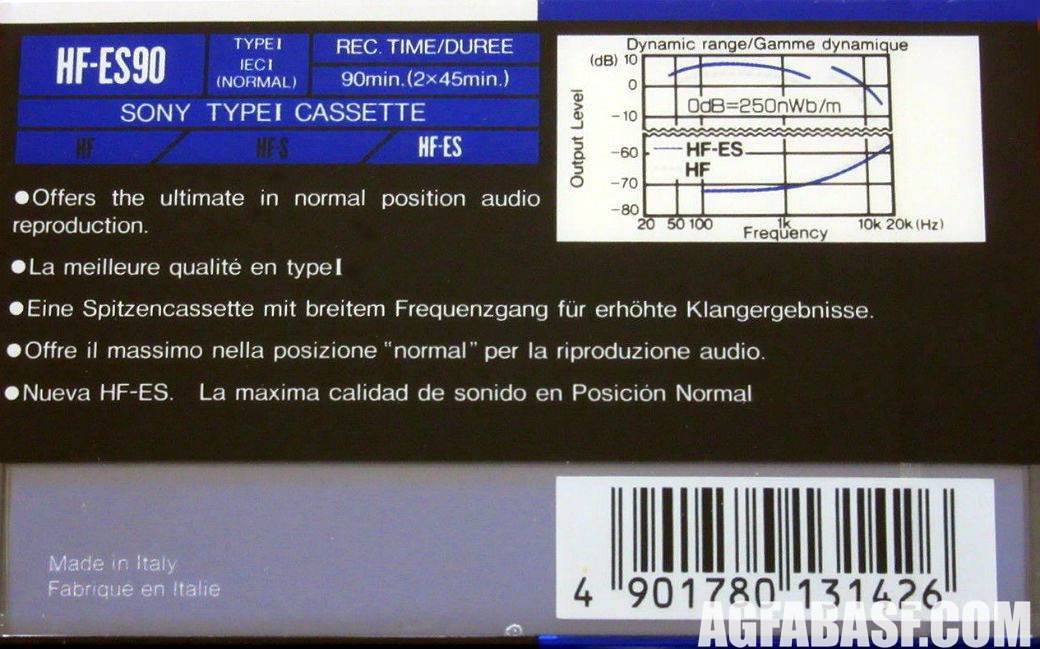 HF-ES90
TYPE I
IEC I
(NORMAL)
REC. TIME/DUREE
90min.(2×45min.)
SONY TYPE I CASSETTE
HF
HF-S
HF-ES
●Offers the ultimate in normal position audio
reproduction.
●La meilleure qualité en type I
●Eine Spitzencassette mit breitem Frequenzgang für erhöhte Klangergebnisse.
●Offre il massimo nella posizione "normal" per la riproduzione audio.
●Nueva HF-ES. La maxima calidad de sonido en Posición Normal
Dynamic range/Gamme dynamique
(dB) 10
0
-10
-60
-70
-80
Output Level
0dB=250nWb/m
HF-ES
HF
20 50 100 1k 10k 20k (Hz)
Frequency
Made in Italy
Fabriqué en Italie
4 901780 131426
AGFABASF.COM